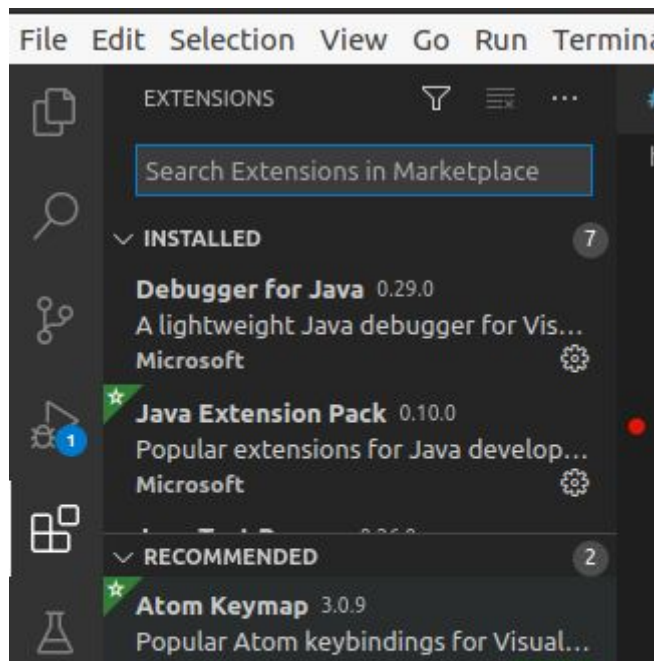 File Edit Selection View Go Run Termina
EXTENSIONS
Search Extensions in Marketplace
INSTALLED 7
Debugger for Java 0.29.0
A lightweight Java debugger for Vis...
Microsoft
1
Java Extension Pack 0.10.0
Popular extensions for Java develop...
Microsoft
RECOMMENDED 2
Atom Keymap 3.0.9
Popular Atom keybindings for Visual...